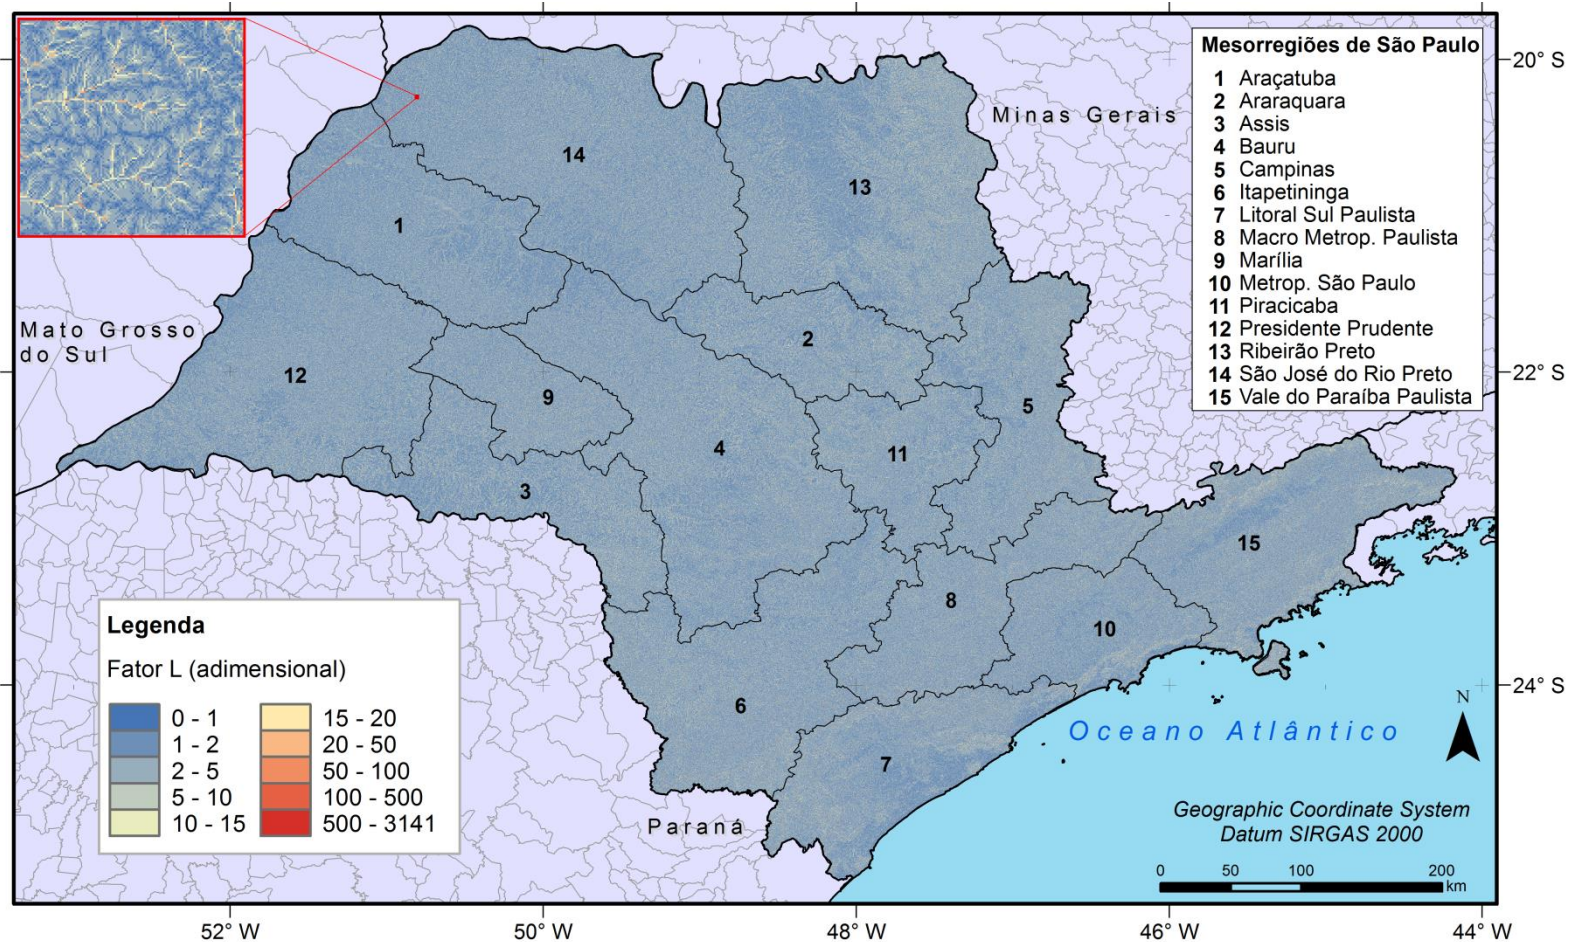 Mesorregiões de São Paulo
1 Araçatuba
2 Araraquara
3 Assis
4 Bauru
5 Campinas
6 Itapetininga
7 Litoral Sul Paulista
8 Macro Metrop. Paulista
9 Marília
10 Metrop. São Paulo
11 Piracicaba
12 Presidente Prudente
13 Ribeirão Preto
14 São José do Rio Preto
15 Vale do Paraíba Paulista
20° S
22° S
24° S
Minas Gerais
Mato Grosso
do Sul
Paraná
14
13
1
2
12
9
5
4
11
3
15
8
10
6
7
Oceano Atlântico
N
Legenda
Fator L (adimensional)
0 - 1
1 - 2
2 - 5
5 - 10
10 - 15
15 - 20
20 - 50
50 - 100
100 - 500
500 - 3141
Geographic Coordinate System
Datum SIRGAS 2000
0 50 100 200
km
52° W 50° W 48° W 46° W 44° W